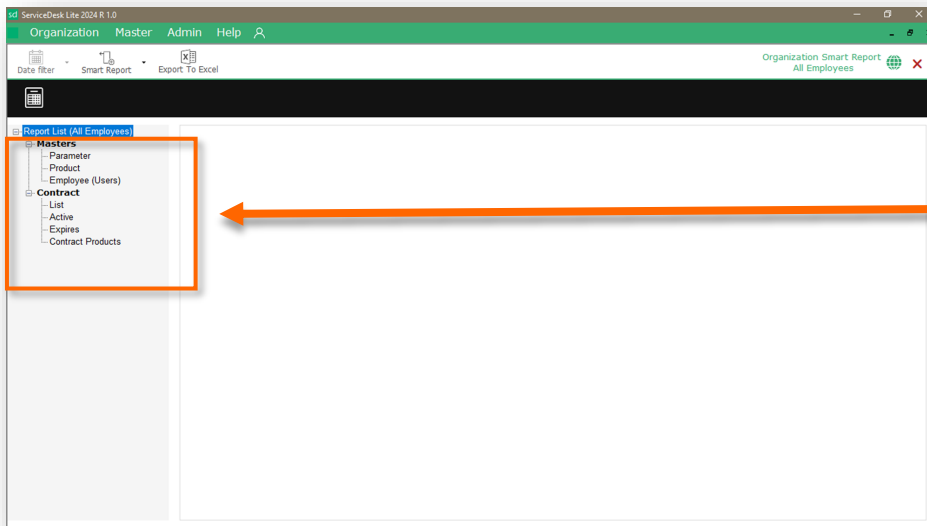 scl ServiceDesk Lite 2024 R 1.0
Organization Master Admin Help
Date filter Smart Report Export To Excel
Organization Smart Report
All Employees
Report List (All Employees)
Masters
Parameter
Product
Employee (Users)
Contract
List
Active
Expires
Contract Products